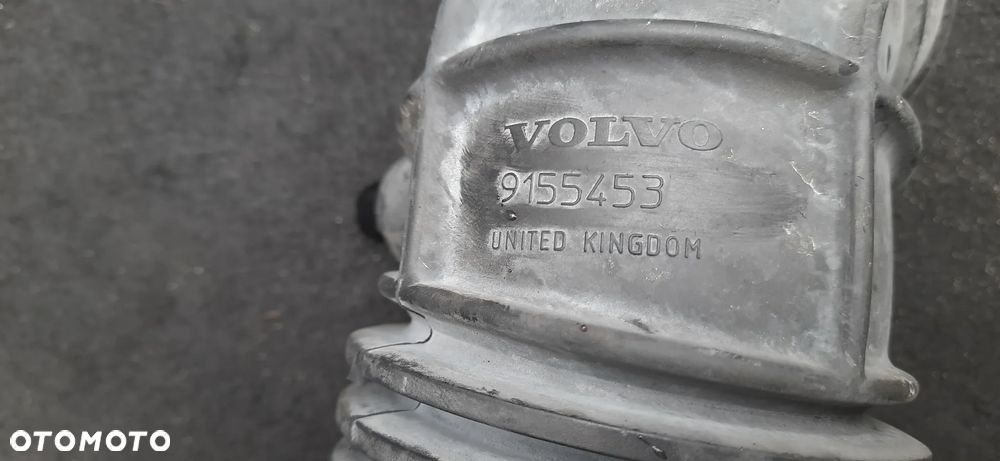 VOLVO
9155453
UNITED KINGDOM
OTOMOTO